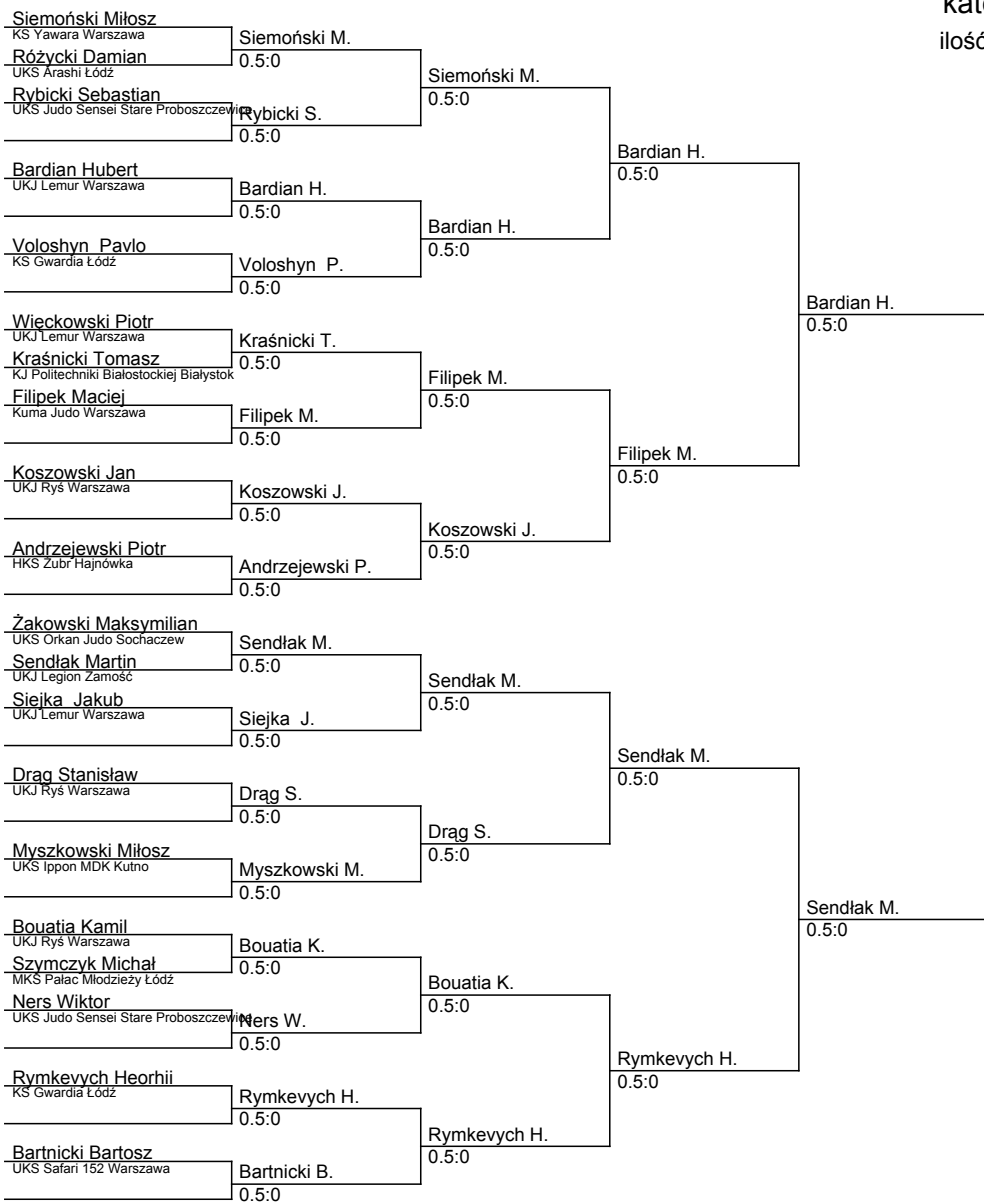 Siemoński Miłosz
KS Yawara Warszawa
Różycki Damian
UKS Arashi Łódź
Rybicki Sebastian
UKS Judo Sensei Stare Proboszczewice
Bardian Hubert
UKJ Lemur Warszawa
Voloshyn Pavlo
KS Gwardia Łódź
Więckowski Piotr
UKJ Lemur Warszawa
Kraśnicki Tomasz
KJ Politechniki Białostockiej Białystok
Filipek Maciej
Kuma Judo Warszawa
Koszowski Jan
UKJ Ryś Warszawa
Andrzejewski Piotr
HKS Żubr Hajnówka
Żakowski Maksymilian
UKS Orkan Judo Sochaczew
Sendłak Martin
UKJ Legion Zamość
Siejka Jakub
UKJ Lemur Warszawa
Drąg Stanisław
UKJ Ryś Warszawa
Myszkowski Miłosz
UKS Ippon MDK Kutno
Bouatia Kamil
UKJ Ryś Warszawa
Szymczyk Michał
MKS Pałac Młodzieży Łódź
Ners Wiktor
UKS Judo Sensei Stare Proboszczewice
Rymkevych Heorhii
KS Gwardia Łódź
Bartnicki Bartosz
UKS Safari 152 Warszawa
Siemoński M.
0.5:0
Rybicki S.
0.5:0
Bardian H.
0.5:0
Voloshyn P.
0.5:0
Kraśnicki T.
0.5:0
Filipek M.
0.5:0
Koszowski J.
0.5:0
Andrzejewski P.
0.5:0
Sendłak M.
0.5:0
Siejka J.
0.5:0
Drąg S.
0.5:0
Myszkowski M.
0.5:0
Bouatia K.
0.5:0
Ners W.
0.5:0
Rymkevych H.
0.5:0
Bartnicki B.
0.5:0
Siemoński M.
0.5:0
Bardian H.
0.5:0
Filipek M.
0.5:0
Koszowski J.
0.5:0
Sendłak M.
0.5:0
Drąg S.
0.5:0
Bouatia K.
0.5:0
Rymkevych H.
0.5:0
Bardian H.
0.5:0
Filipek M.
0.5:0
Sendłak M.
0.5:0
Rymkevych H.
0.5:0
Bardian H.
0.5:0
Sendłak M.
0.5:0
ilość